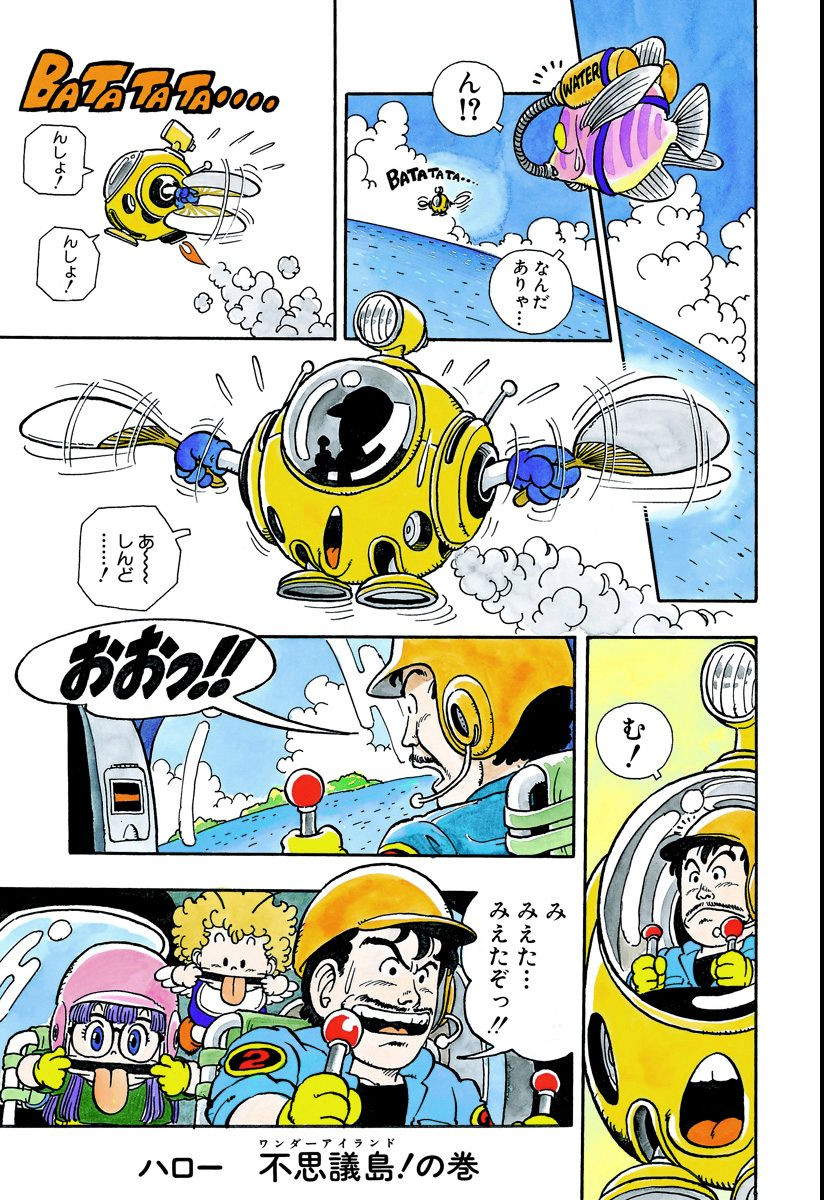 WATER
ん!?
BATATATA‥‥
なんだ
ありゃ…
BATATATA‥‥
んしょ!
んしょ!
あ〜〜
しんど
……!
む!
おおっ!!
み
みえた…
みえたぞっ!!
2
ワンダーアイランド
ハロー 不思議島!の巻